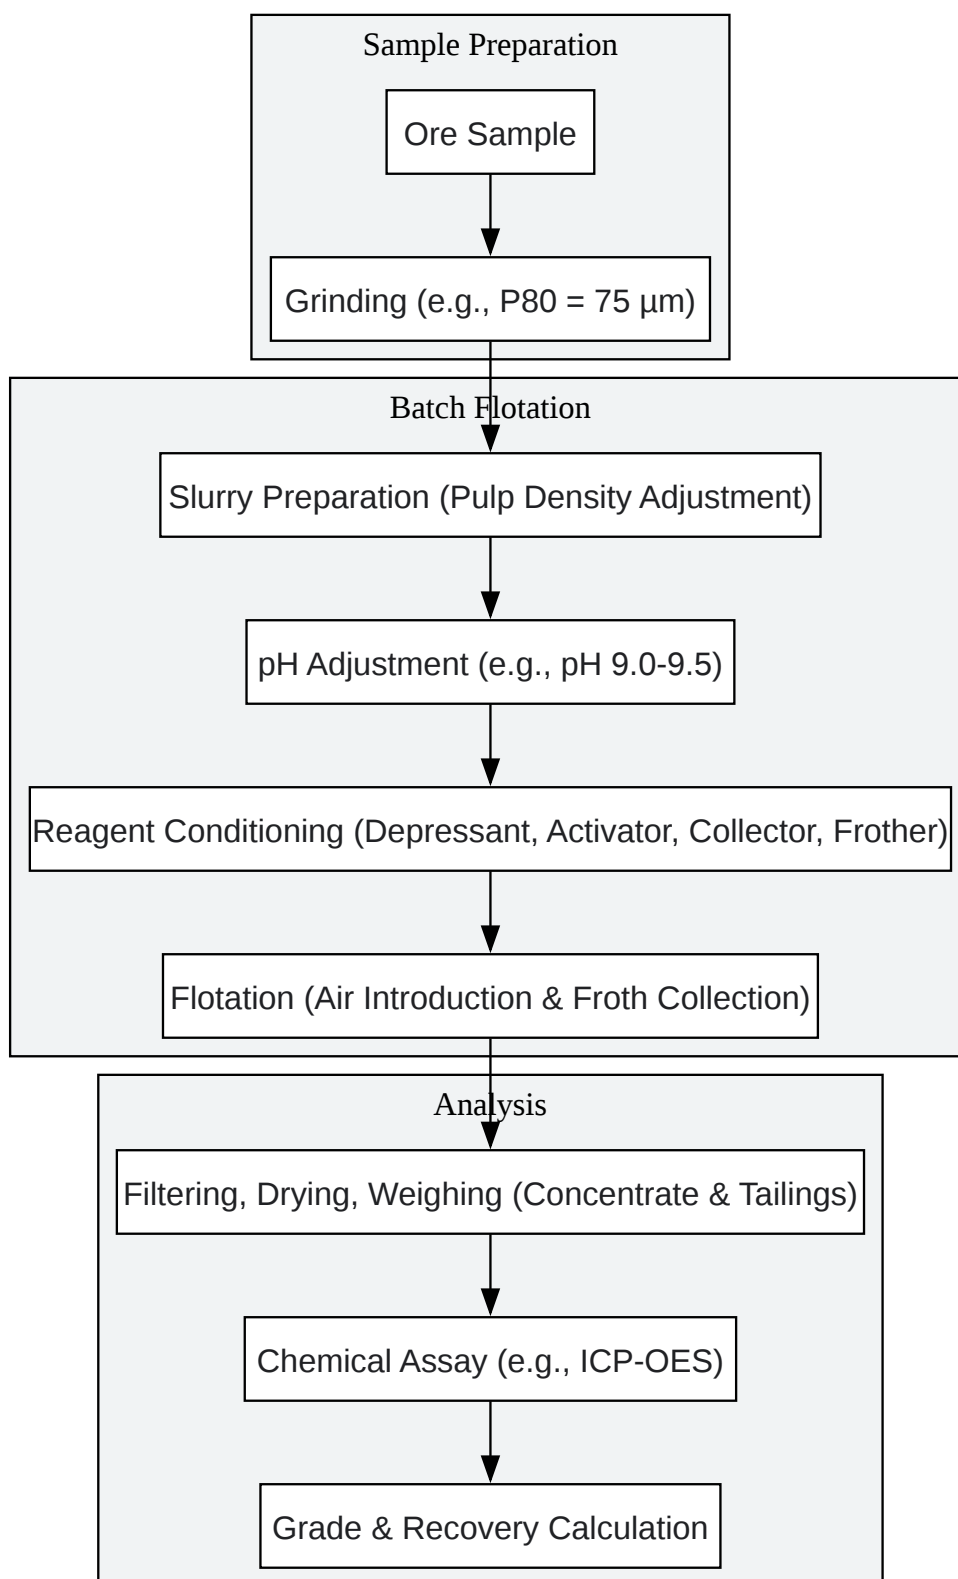 Sample Preparation
Ore Sample
Grinding (e.g., P80 = 75 µm)
Batch Flotation
Slurry Preparation (Pulp Density Adjustment)
pH Adjustment (e.g., pH 9.0-9.5)
Reagent Conditioning (Depressant, Activator, Collector, Frother)
Flotation (Air Introduction & Froth Collection)
Analysis
Filtering, Drying, Weighing (Concentrate & Tailings)
Chemical Assay (e.g., ICP-OES)
Grade & Recovery Calculation